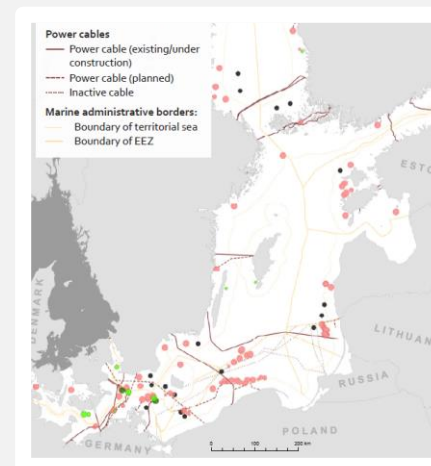 Power cables
Power cable (existing/under
construction)
Power cable (planned)
Inactive cable
Marine administrative borders:
Boundary of territorial sea
Boundary of EEZ
ESTO
LITHUAN
DENMARK
RUSSIA
POLAND
GERMANY
0 100 200 km